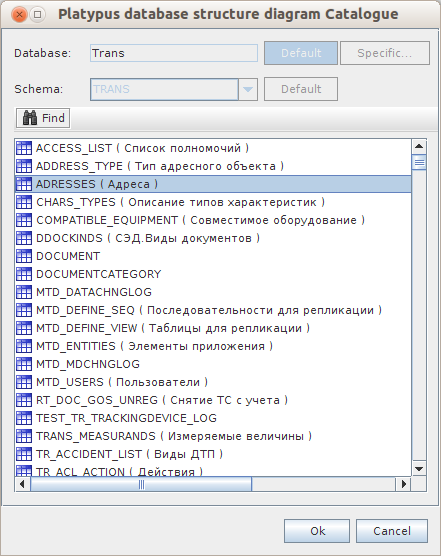 Platypus database structure diagram Catalogue
Database: Trans Default Specific...
Schema: TRANS Default
Find
ACCESS_LIST ( Список полномочий )
ADDRESS_TYPE ( Тип адресного объекта )
ADRESSES ( Адреса )
CHARS_TYPES ( Описание типов характеристик )
COMPATIBLE_EQUIPMENT ( Совместимое оборудование )
DDOCKINDS ( СЭД.Виды документов )
DOCUMENT
DOCUMENTCATEGORY
MTD_DATACHNGLOG
MTD_DEFINE_SEQ ( Последовательности для репликации )
MTD_DEFINE_VIEW ( Таблицы для репликации )
MTD_ENTITIES ( Элементы приложения )
MTD_MDCHNGLOG
MTD_USERS ( Пользователи )
RT_DOC_GOS_UNREG ( Снятие ТС с учета )
TEST_TR_TRACKINGDEVICE_LOG
TRANS_MEASURANDS ( Измеряемые величины )
TR_ACCIDENT_LIST ( Виды ДТП )
TR_ACL_ACTION ( Действия )
Ok Cancel